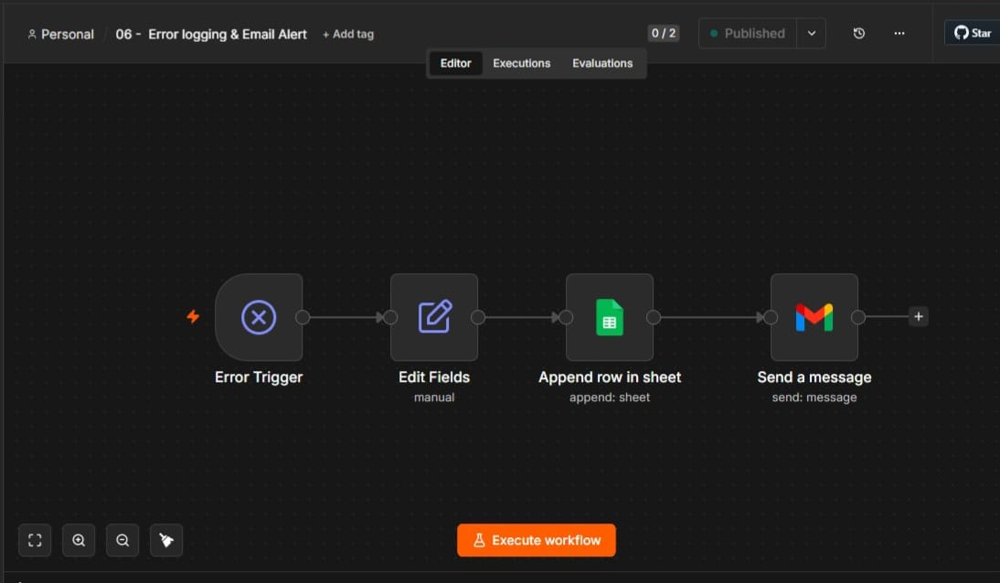 Personal / 06 - Error logging & Email Alert + Add tag
0 / 2
Published
Star
Editor
Executions
Evaluations
Error Trigger
Edit Fields
manual
Append row in sheet
append: sheet
Send a message
send: message
Execute workflow